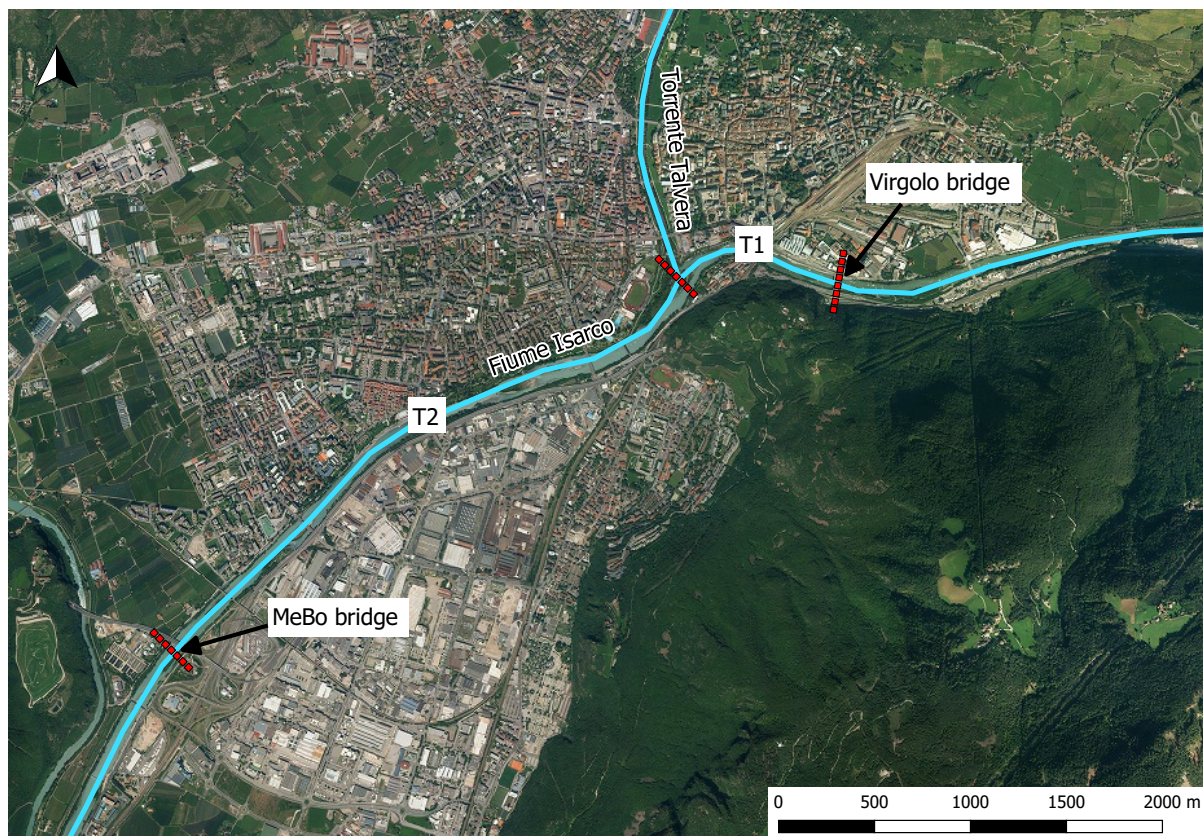 Torrente Talvera
Virgolo bridge
T1
Fiume Isarco
T2
MeBo bridge
0 500 1000 1500 2000 m